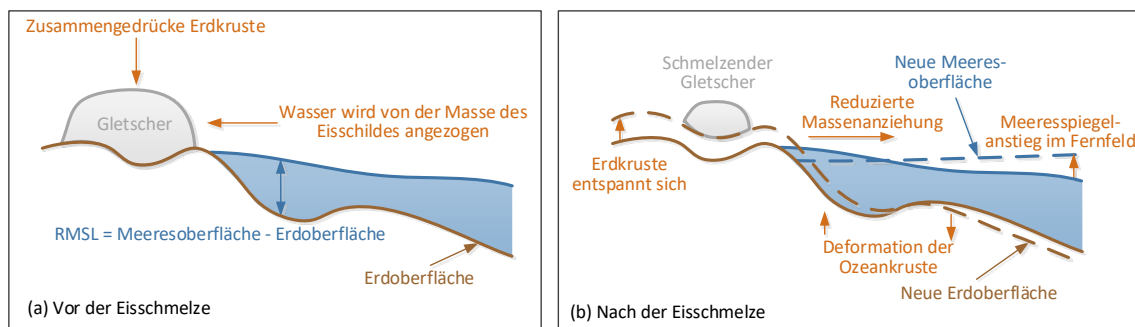 Zusammengedrücke Erdkruste
Gletscher
Wasser wird von der Masse des
Eisschildes angezogen
RMSL = Meeresoberfläche - Erdoberfläche
Erdoberfläche
(a) Vor der Eisschmelze
Schmelzender
Gletscher
Neue Meeres-
oberfläche
Reduzierte
Massenanziehung
Meeresspiegel-
anstieg im Fernfeld
Erdkruste
entspannt sich
Deformation der
Ozeankruste
Neue Erdoberfläche
(b) Nach der Eisschmelze